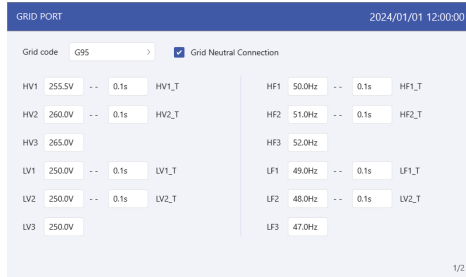 GRID PORT 2024/01/01 12:00:00
Grid code G95 > Grid Neutral Connection
HV1 255.5V -- 0.1s HV1_T HF1 50.0Hz -- 0.1s HF1_T
HV2 260.0V -- 0.1s HV2_T HF2 51.0Hz -- 0.1s HF2_T
HV3 265.0V HF3 52.0Hz
LV1 250.0V -- 0.1s LV1_T LF1 49.0Hz -- 0.1s LF1_T
LV2 250.0V -- 0.1s LV2_T LF2 48.0Hz -- 0.1s LV2_T
LV3 250.0V LF3 47.0Hz
1/2